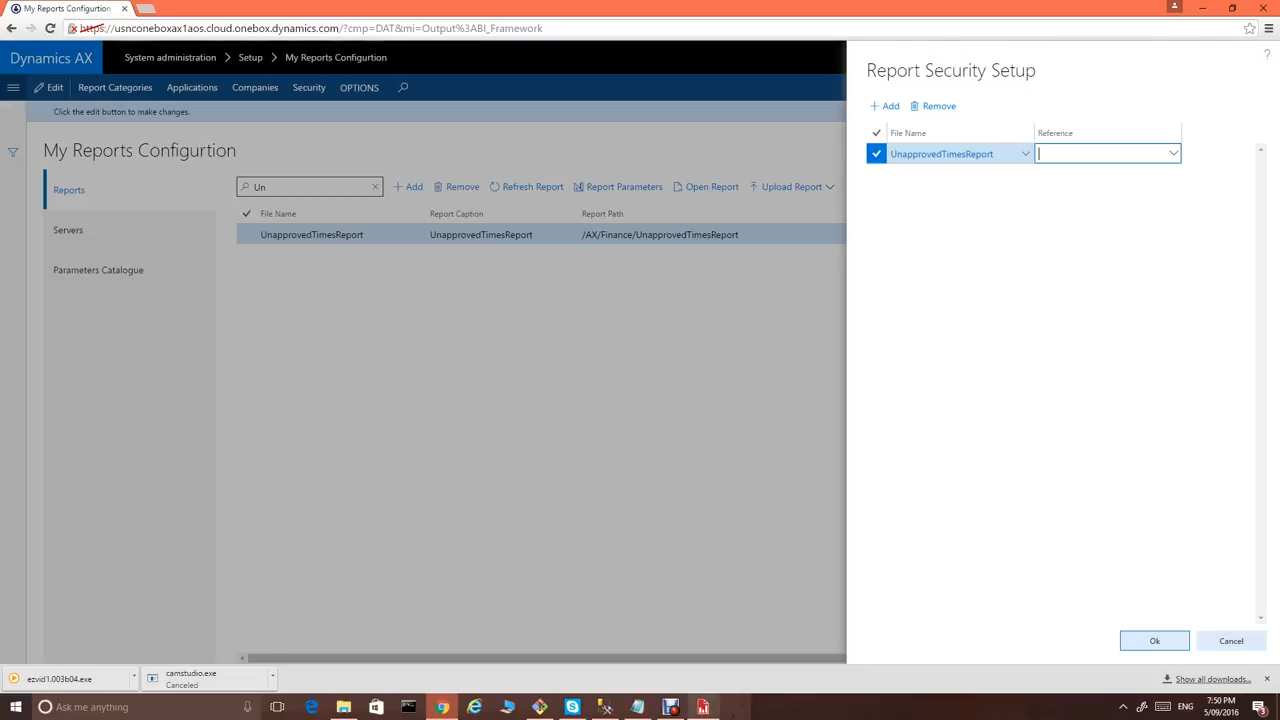 My Reports Configurtion
https://usnconeboxax1aos.cloud.onebox.dynamics.com/?cmp=DAT&mi=Output%3ABI_Framework
Dynamics AX
System administration > Setup > My Reports Configurtion
Edit Report Categories Applications Companies Security OPTIONS
Click the edit button to make changes.
My Reports Configurtion
Reports
Servers
Parameters Catalogue
Un
Add Remove Refresh Report Report Parameters Open Report Upload Report
File Name Report Caption Report Path
UnapprovedTimesReport UnapprovedTimesReport /AX/Finance/UnapprovedTimesReport
?
Report Security Setup
Add Remove
File Name Reference
UnapprovedTimesReport
Ok Cancel
ezvid1.003b04.exe
camstudio.exe
Canceled
Show all downloads...
Ask me anything
ENG
7:50 PM
5/09/2016
3